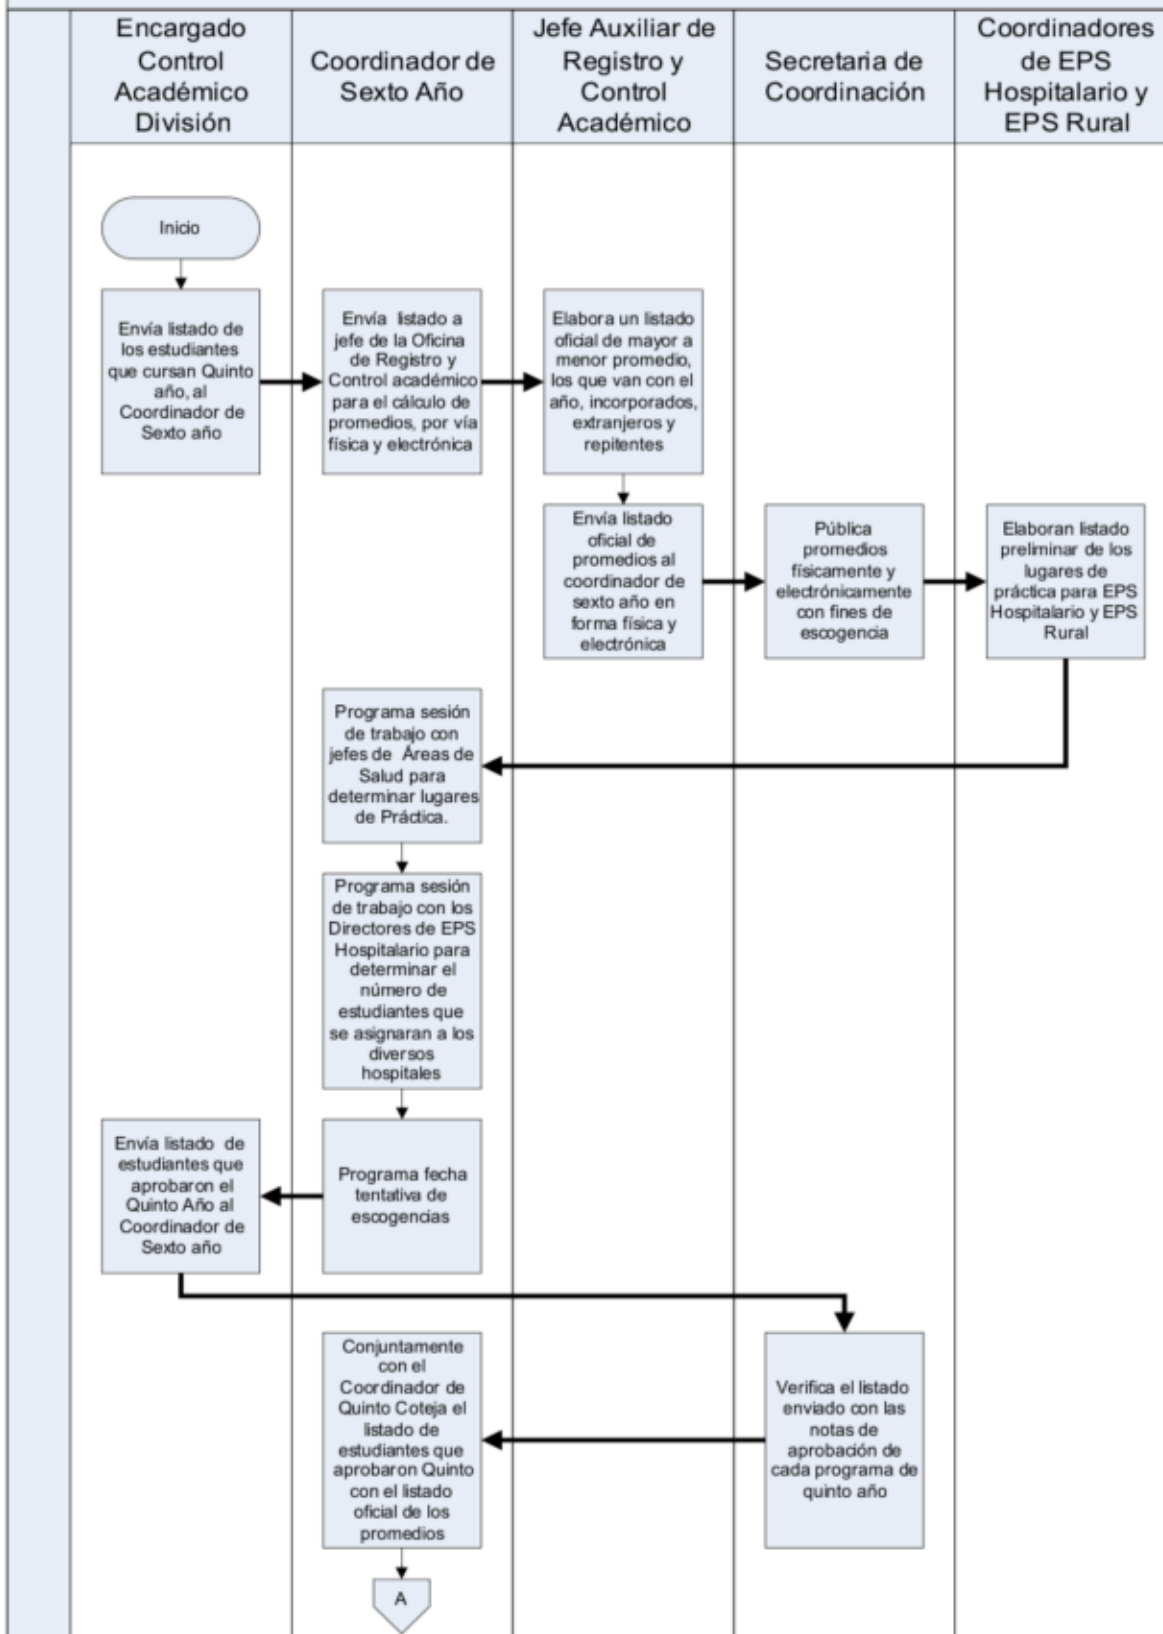 Encargado
Control
Académico
División
Coordinador de
Sexto Año
Jefe Auxiliar de
Registro y
Control
Académico
Secretaria de
Coordinación
Coordinadores
de EPS
Hospitalario y
EPS Rural
Inicio
Envía listado de
los estudiantes
que cursan Quinto
año, al
Coordinador de
Sexto año
Envía listado a
jefe de la Oficina
de Registro y
Control académico
para el cálculo de
promedios, por vía
física y electrónica
Elabora un listado
oficial de mayor a
menor promedio,
los que van con el
año, incorporados,
extranjeros y
repitentes
Envía listado
oficial de
promedios al
coordinador de
sexto año en
forma física y
electrónica
Pública
promedios
físicamente y
electrónicamente
con fines de
escogencia
Elaboran listado
preliminar de los
lugares de
práctica para EPS
Hospitalario y EPS
Rural
Programa sesión
de trabajo con
jefes de Áreas de
Salud para
determinar lugares
de Práctica.
Programa sesión
de trabajo con los
Directores de EPS
Hospitalario para
determinar el
número de
estudiantes que
se asignaran a los
diversos
hospitales
Programa fecha
tentativa de
escogencias
Envía listado de
estudiantes que
aprobaron el
Quinto Año al
Coordinador de
Sexto año
Verifica el listado
enviado con las
notas de
aprobación de
cada programa de
quinto año
Conjuntamente
con el
Coordinador de
Quinto Coteja el
listado de
estudiantes que
aprobaron Quinto
con el listado
oficial de los
promedios
A